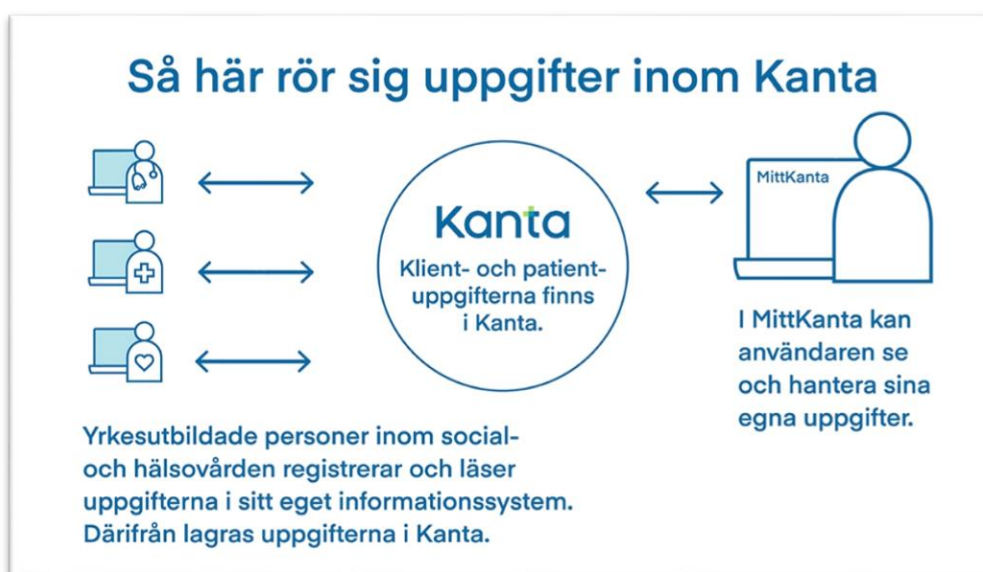 Så här rör sig uppgifter inom Kanta
Kanta
Klient- och patient-
uppgifterna finns
i Kanta.
MittKanta
I MittKanta kan
användaren se
och hantera sina
egna uppgifter.
Yrkesutbildade personer inom social-
och hälsovården registrerar och läser
uppgifterna i sitt eget informationssystem.
Därifrån lagras uppgifterna i Kanta.